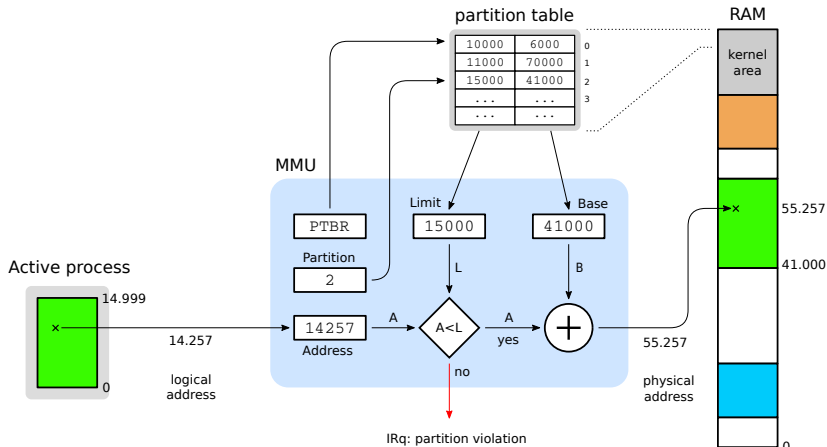 partition table
RAM
10000 6000 0
11000 70000 1
15000 41000 2
... ... 3
... ...
kernel
area
MMU
Limit
Base
PTBR
15000
41000
55.257
Partition
2
L
B
41.000
Active process
14.999
14257
A
A<L
A
yes
Address
14.257
55.257
0
no
logical
address
physical
address
IRq: partition violation
0